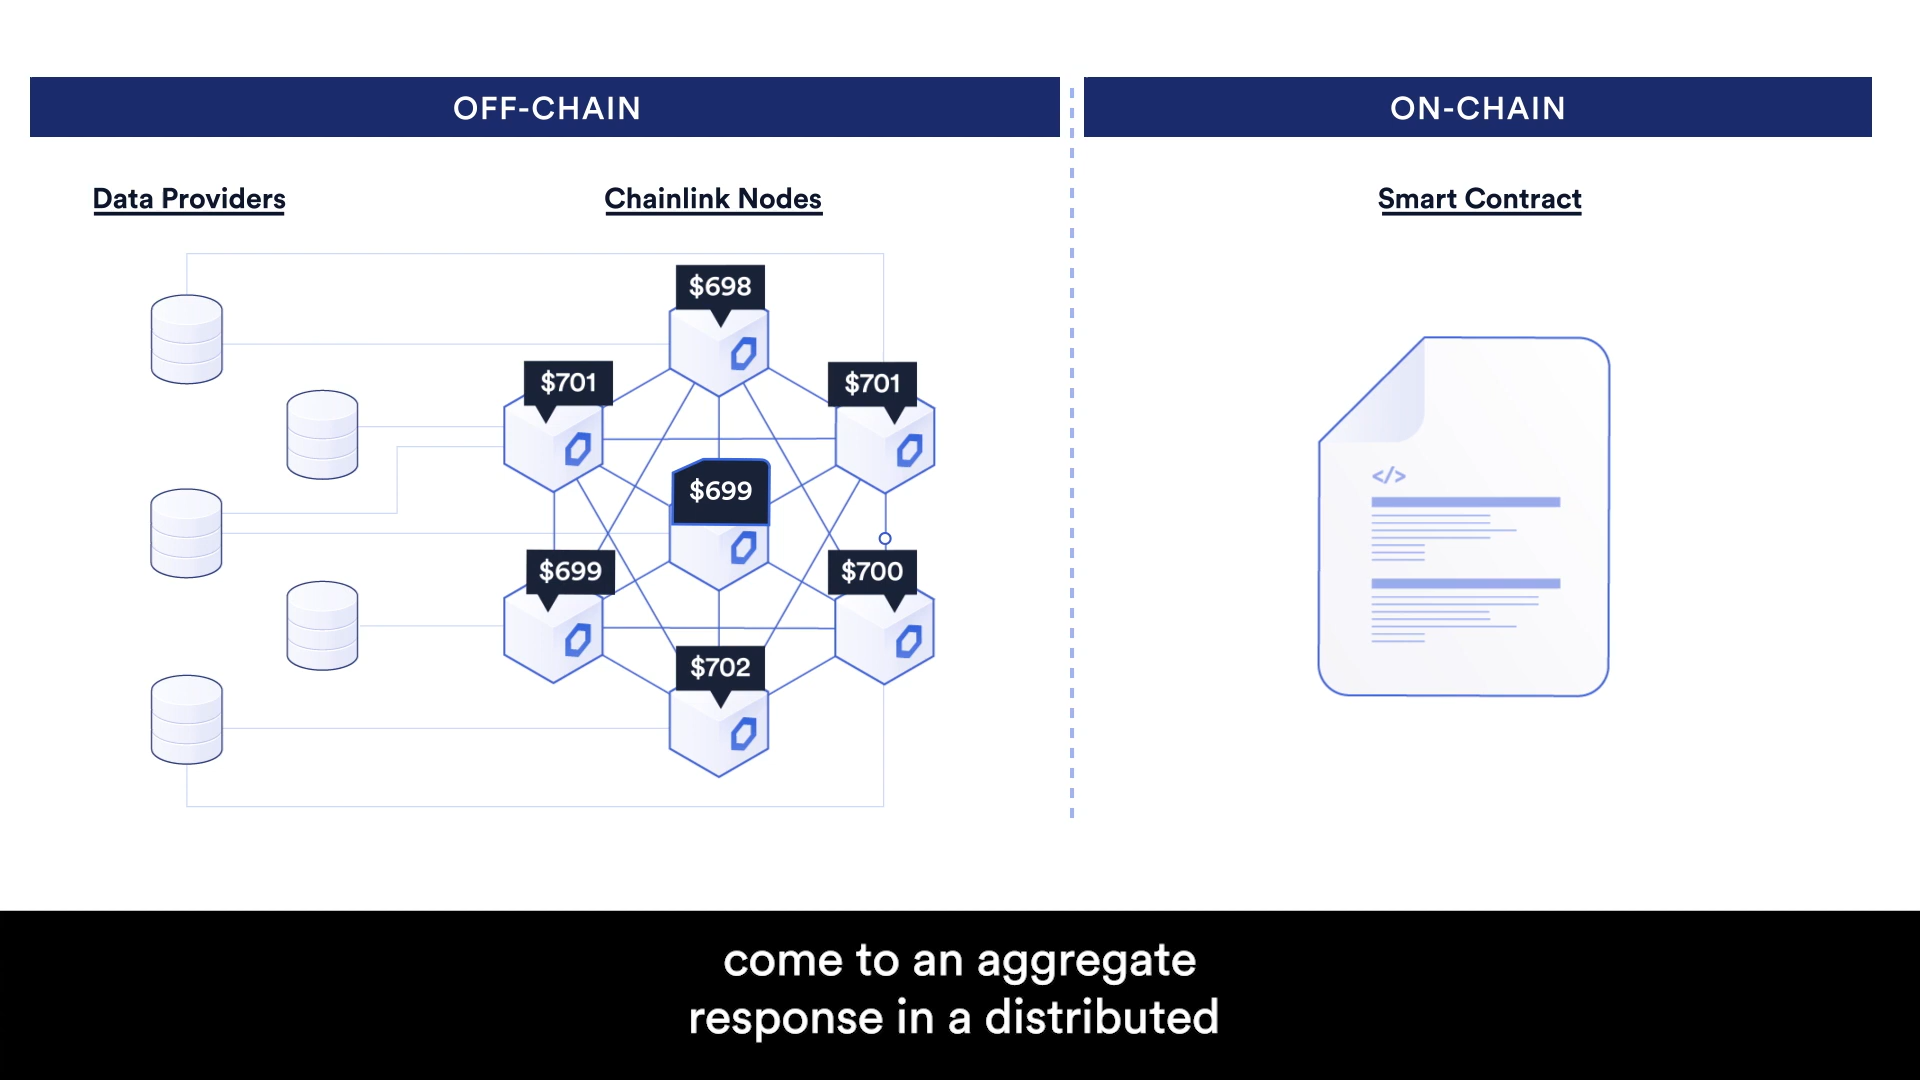 OFF-CHAIN
ON-CHAIN
Data Providers
Chainlink Nodes
Smart Contract
$698
$701
$701
$699
$699
$700
$702
</>
come to an aggregate
response in a distributed